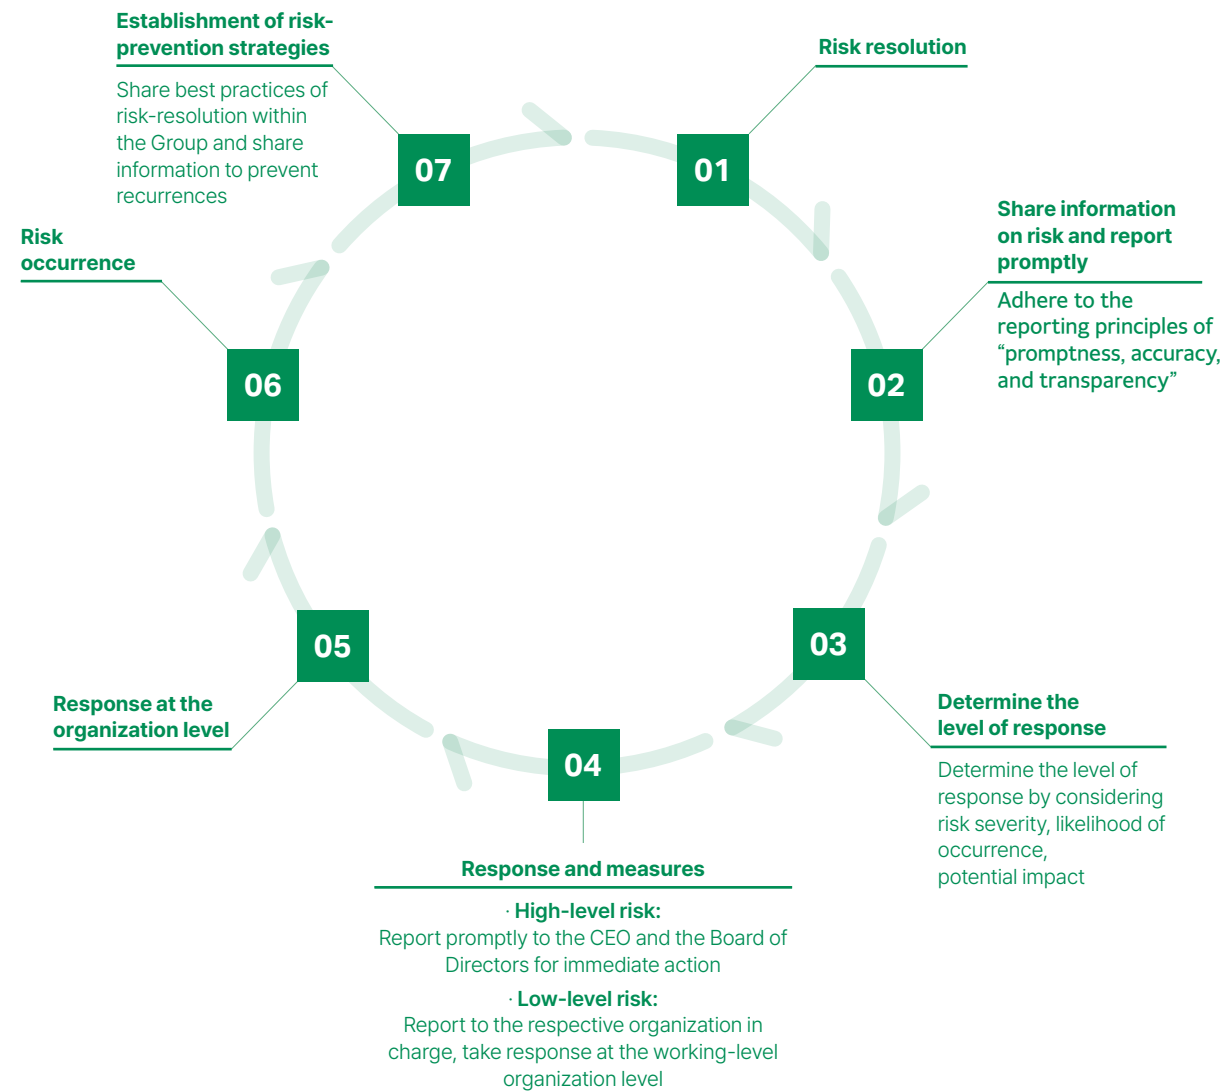 01
Risk resolution
02
Share information
on risk and report
promptly
Adhere to the
reporting principles of
“promptness, accuracy,
and transparency”
03
Determine the
level of response
Determine the level of
response by considering
risk severity, likelihood of
occurrence,
potential impact
04
Response and measures
· High-level risk:
Report promptly to the CEO and the Board of
Directors for immediate action
· Low-level risk:
Report to the respective organization in
charge, take response at the working-level
organization level
05
Response at the
organization level
06
Risk
occurrence
07
Establishment of risk-
prevention strategies
Share best practices of
risk-resolution within
the Group and share
information to prevent
recurrences